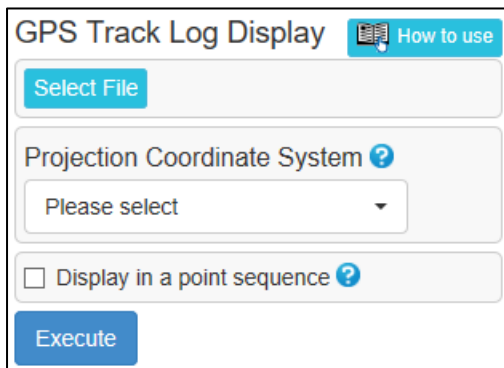 GPS Track Log Display
How to use
Select File
Projection Coordinate System ?
Please select
Display in a point sequence ?
Execute